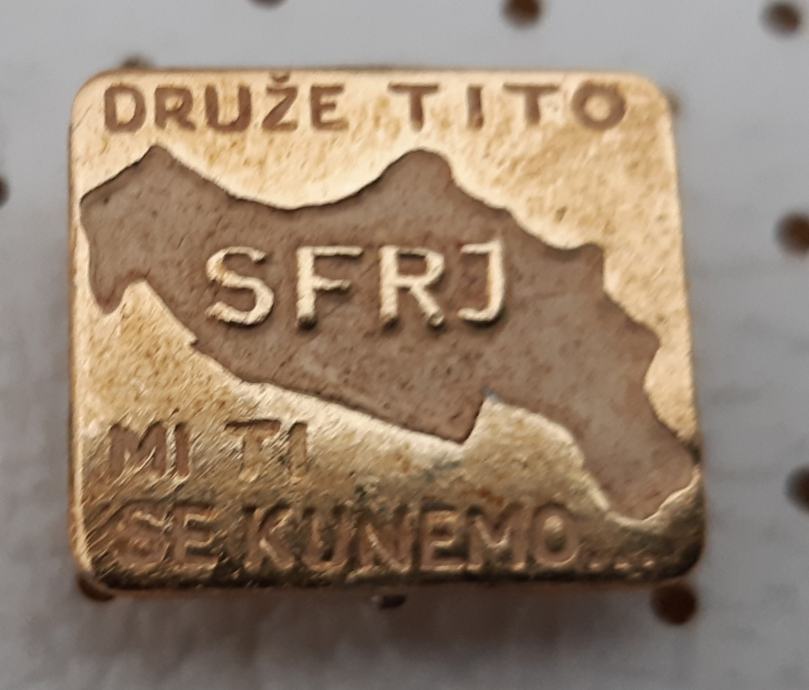 DRUŽE TITO
SFRJ
MI TI
SE KUNEMO...